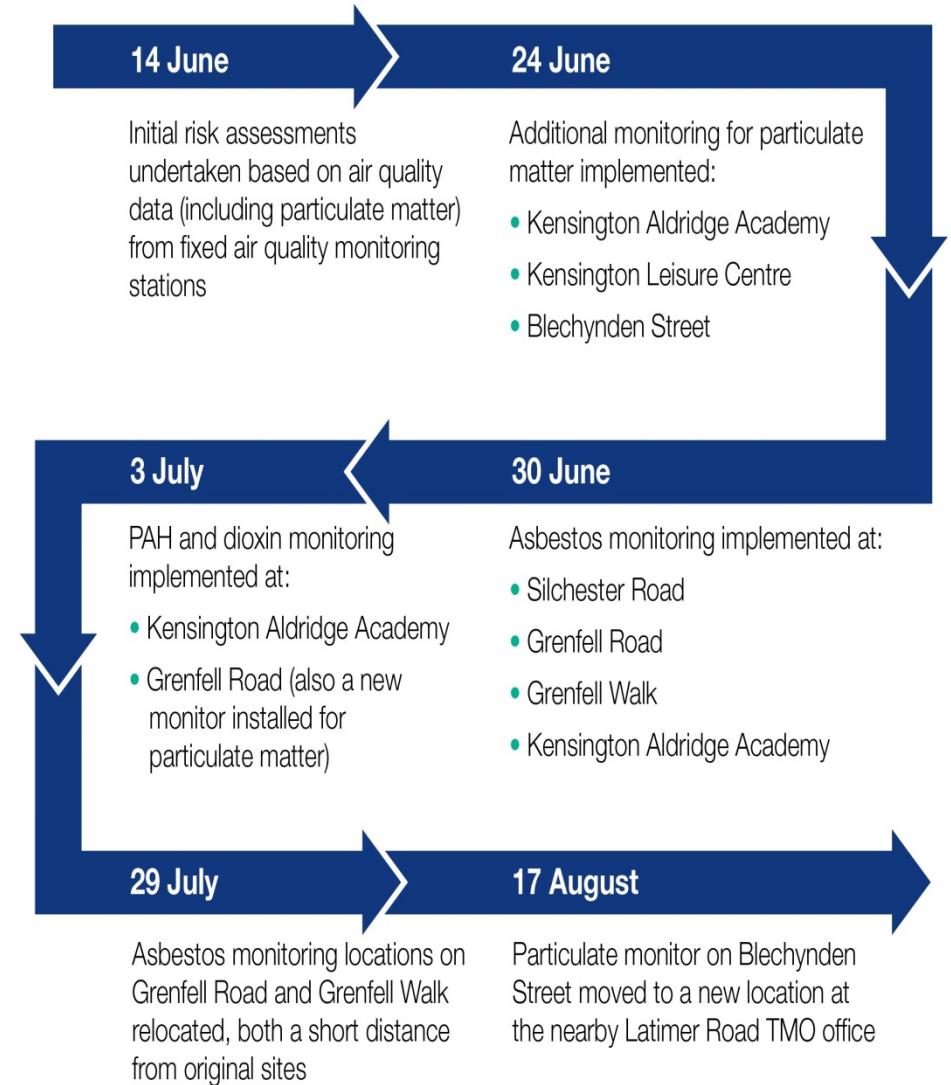 14 June
Initial risk assessments
undertaken based on air quality
data (including particulate matter)
from fixed air quality monitoring
stations
24 June
Additional monitoring for particulate
matter implemented:
• Kensington Aldridge Academy
• Kensington Leisure Centre
• Blechynden Street
30 June
Asbestos monitoring implemented at:
• Silchester Road
• Grenfell Road
• Grenfell Walk
• Kensington Aldridge Academy
3 July
PAH and dioxin monitoring
implemented at:
• Kensington Aldridge Academy
• Grenfell Road (also a new
monitor installed for
particulate matter)
29 July
Asbestos monitoring locations on
Grenfell Road and Grenfell Walk
relocated, both a short distance
from original sites
17 August
Particulate monitor on Blechynden
Street moved to a new location at
the nearby Latimer Road TMO office